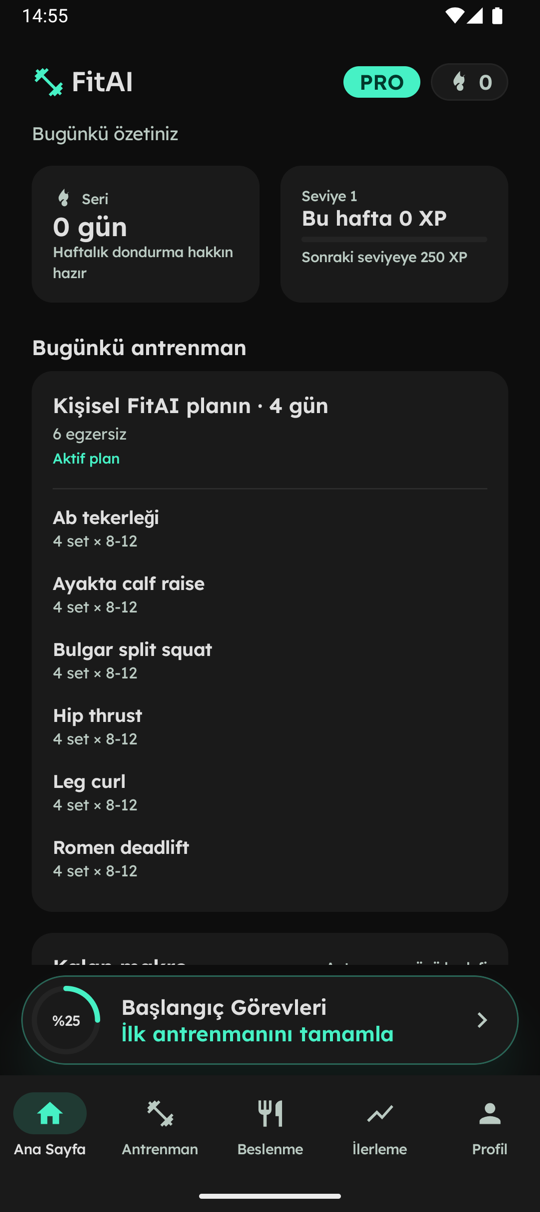 14:55
FitAI
PRO
0
Bugünkü özetiniz
Seri
0 gün
Haftalık dondurma hakkın
hazır
Seviye 1
Bu hafta 0 XP
Sonraki seviyeye 250 XP
Bugünkü antrenman
Kişisel FitAI planın · 4 gün
6 egzersiz
Aktif plan
Ab tekerleği
4 set × 8-12
Ayakta calf raise
4 set × 8-12
Bulgar split squat
4 set × 8-12
Hip thrust
4 set × 8-12
Leg curl
4 set × 8-12
Romen deadlift
4 set × 8-12
%25
Başlangıç Görevleri
İlk antrenmanını tamamla
Ana Sayfa
Antrenman
Beslenme
İlerleme
Profil